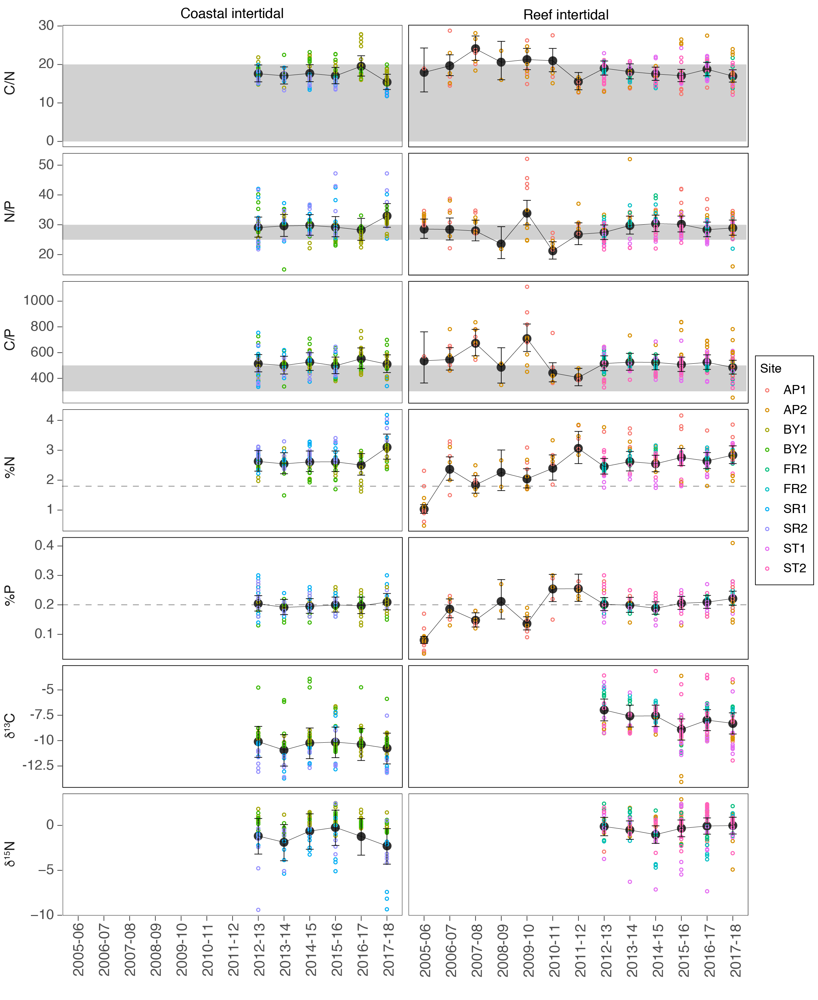 Coastal intertidal
Reef intertidal
C/N
30
20
10
0
N/P
50
40
30
20
C/P
1000
800
600
400
%N
4
3
2
1
%P
0.4
0.3
0.2
0.1
δ¹³C
-5
-7.5
-10
-12.5
δ¹⁵N
0
−5
−10
2005-06
2006-07
2007-08
2008-09
2009-10
2010-11
2011-12
2012-13
2013-14
2014-15
2015-16
2016-17
2017-18
2005-06
2006-07
2007-08
2008-09
2009-10
2010-11
2011-12
2012-13
2013-14
2014-15
2015-16
2016-17
2017-18
Site
AP1
AP2
BY1
BY2
FR1
FR2
SR1
SR2
ST1
ST2